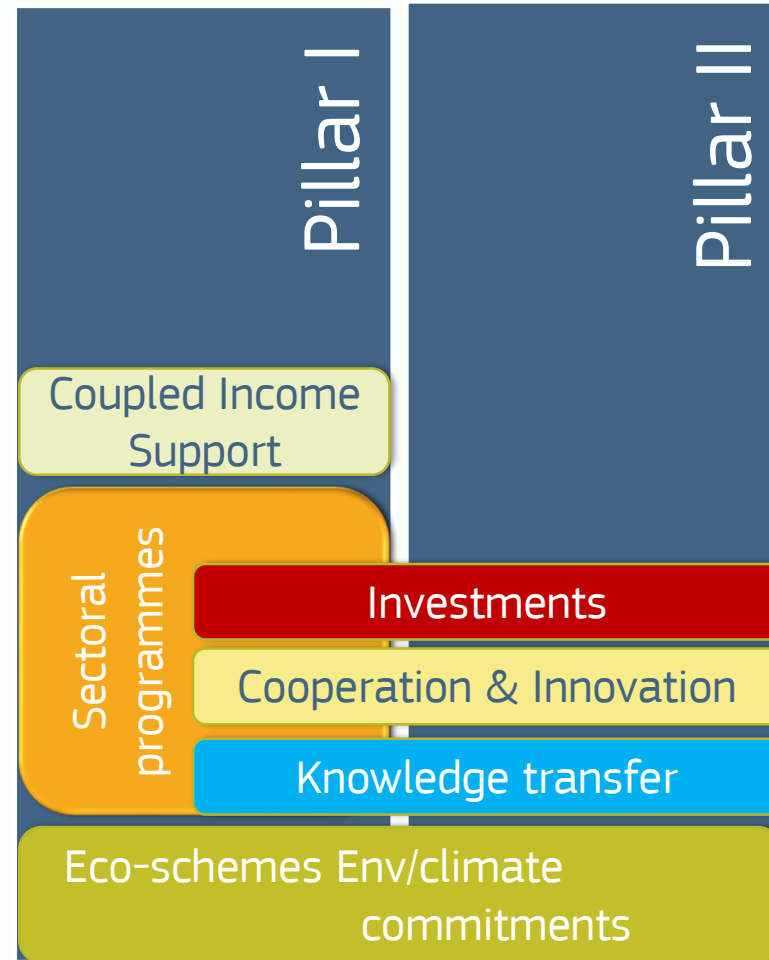 Pillar I
Pillar II
Coupled Income
Support
Sectoral
programmes
Investments
Cooperation & Innovation
Knowledge transfer
Eco-schemes Env/climate
commitments